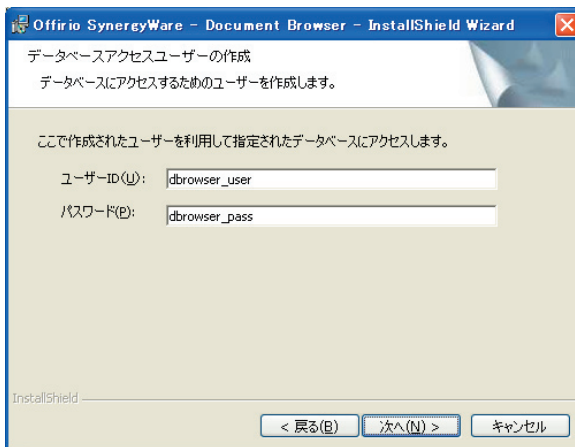 Offirio SynergyWare - Document Browser - InstallShield Wizard
データベースアクセスユーザーの作成
データベースにアクセスするためのユーザーを作成します。
ここで作成されたユーザーを利用して指定されたデータベースにアクセスします。
ユーザーID(U): dbrowser_user
パスワード(P): dbrowser_pass
InstallShield
< 戻る(B) 次へ(N) > キャンセル